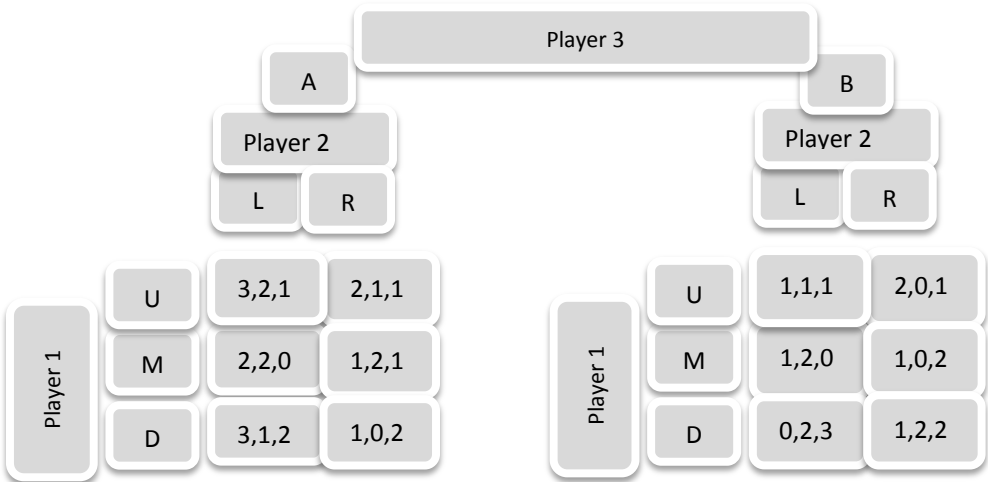 Player 3
A B
Player 2 Player 2
L R L R
U 3,2,1 2,1,1 U 1,1,1 2,0,1
Player 1 M 2,2,0 1,2,1 Player 1 M 1,2,0 1,0,2
D 3,1,2 1,0,2 D 0,2,3 1,2,2